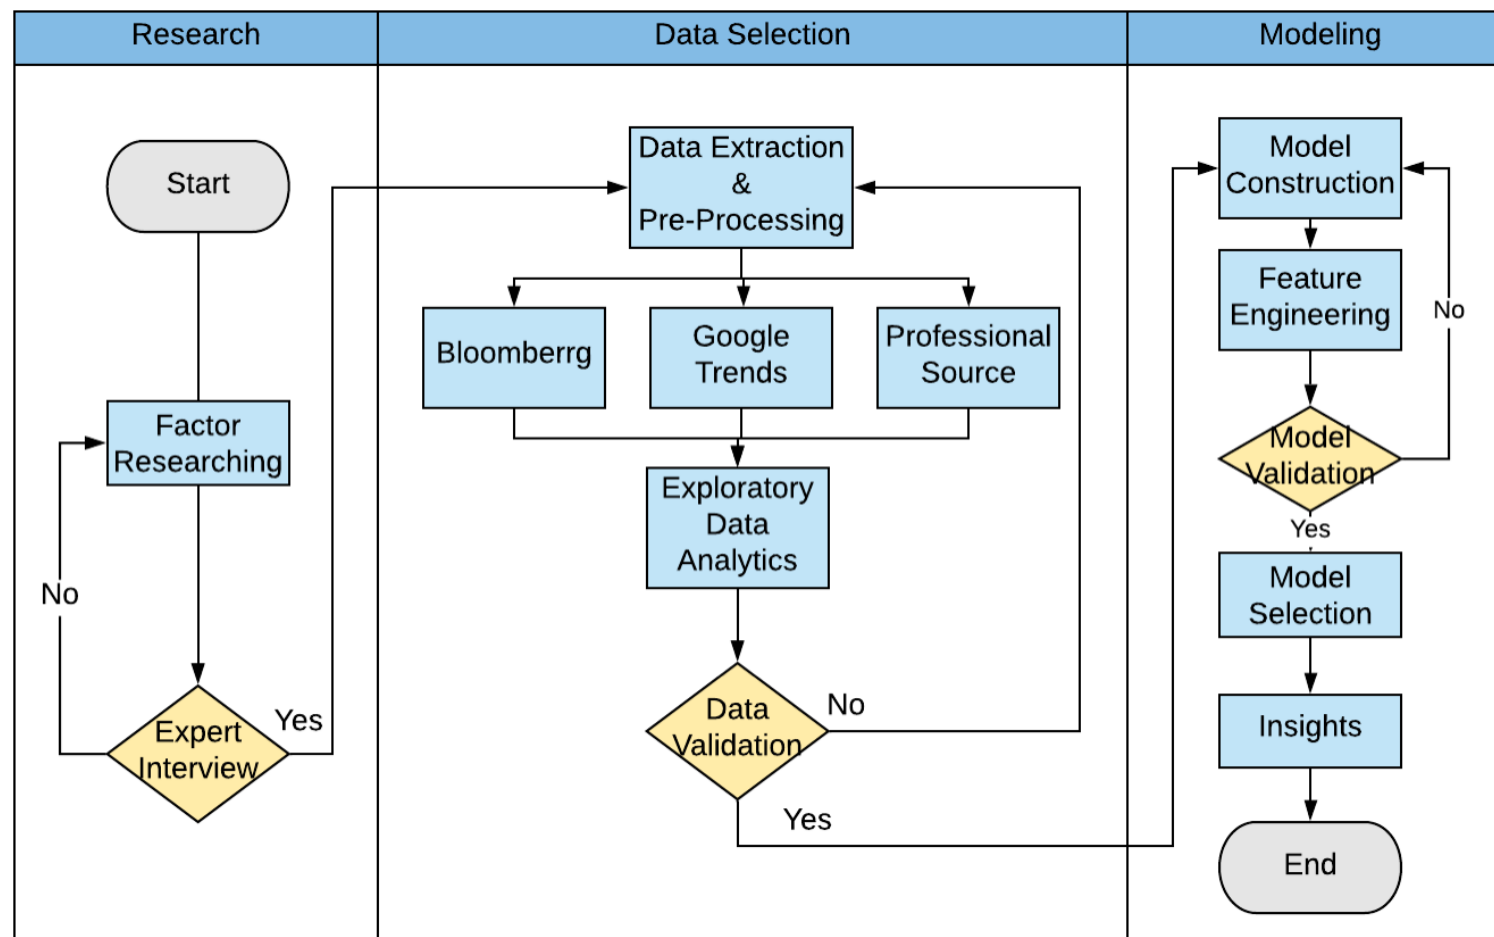 Research
Data Selection
Modeling
Start
Factor
Researching
No
Expert
Interview
Yes
Data Extraction
&
Pre-Processing
Bloomberrg
Google
Trends
Professional
Source
Exploratory
Data
Analytics
Data
Validation
No
Yes
Model
Construction
Feature
Engineering
No
Model
Validation
Yes
Model
Selection
Insights
End